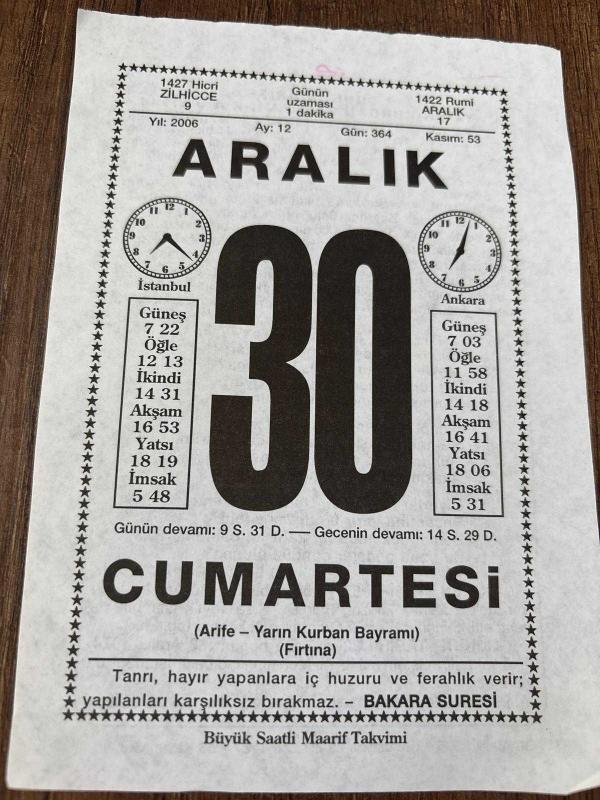 1427 Hicri
ZİLHİCCE
9
Günün
uzaması
1 dakika
1422 Rumi
ARALIK
17
Yıl: 2006 Ay: 12 Gün: 364 Kasım: 53
ARALIK
30
İstanbul
Güneş
7 22
Öğle
12 13
İkindi
14 31
Akşam
16 53
Yatsı
18 19
İmsak
5 48
Ankara
Güneş
7 03
Öğle
11 58
İkindi
14 18
Akşam
16 41
Yatsı
18 06
İmsak
5 31
Günün devamı: 9 S. 31 D. — Gecenin devamı: 14 S. 29 D.
CUMARTESi
(Arife – Yarın Kurban Bayramı)
(Fırtına)
Tanrı, hayır yapanlara iç huzuru ve ferahlık verir;
yapılanları karşılıksız bırakmaz. – BAKARA SURESİ
Büyük Saatli Maarif Takvimi